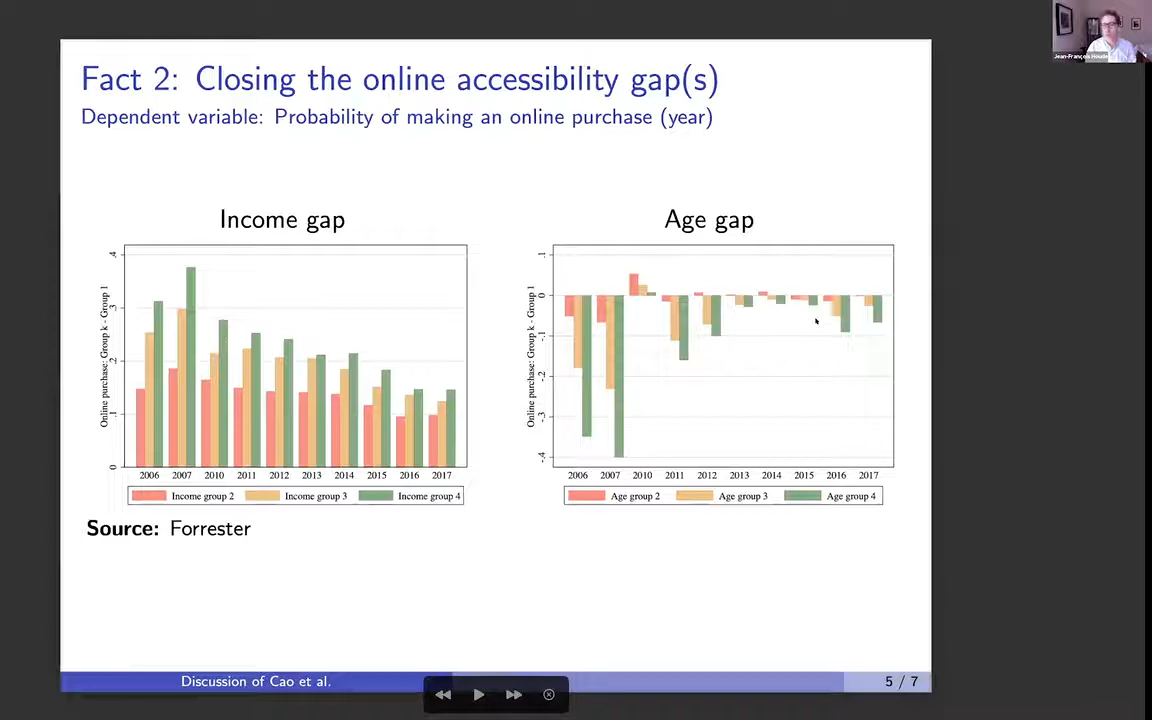 Jean-François Houde
Fact 2: Closing the online accessibility gap(s)
Dependent variable: Probability of making an online purchase (year)
Income gap
Online purchase: Group k - Group 1
.4
.3
.2
.1
0
2006 2007 2010 2011 2012 2013 2014 2015 2016 2017
Income group 2 Income group 3 Income group 4
Age gap
Online purchase: Group k - Group 1
.1
0
-.1
-.2
-.3
-.4
2006 2007 2010 2011 2012 2013 2014 2015 2016 2017
Age group 2 Age group 3 Age group 4
Source: Forrester
Discussion of Cao et al.
5 / 7